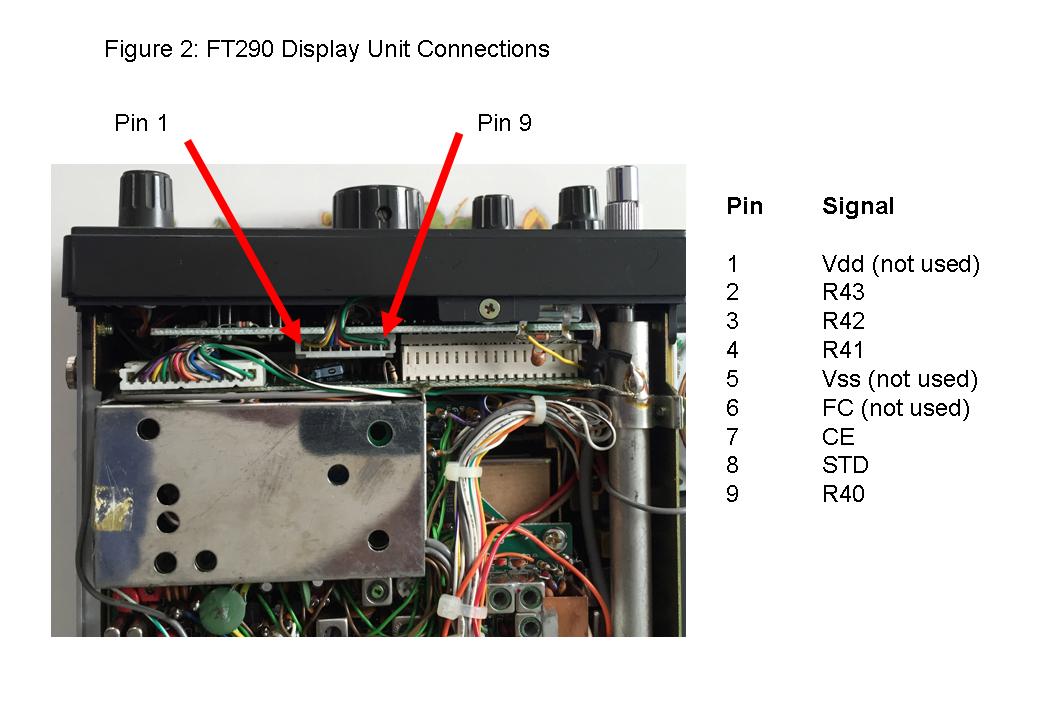 Figure 2: FT290 Display Unit Connections
Pin 1 Pin 9
Pin Signal
1 Vdd (not used)
2 R43
3 R42
4 R41
5 Vss (not used)
6 FC (not used)
7 CE
8 STD
9 R40